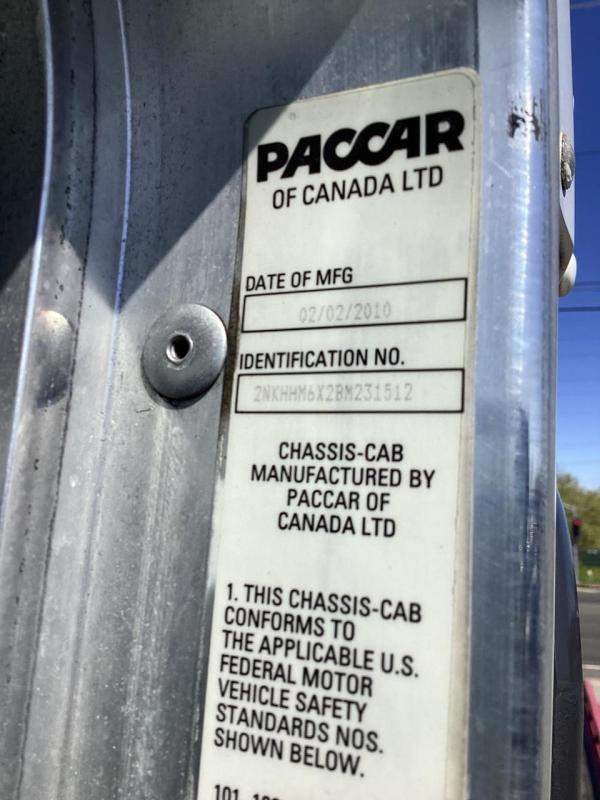 PACCAR
OF CANADA LTD
DATE OF MFG
02/02/2010
IDENTIFICATION NO.
2NKHHM6X2BM231512
CHASSIS-CAB
MANUFACTURED BY
PACCAR OF
CANADA LTD
1. THIS CHASSIS-CAB
CONFORMS TO
THE APPLICABLE U.S.
FEDERAL MOTOR
VEHICLE SAFETY
STANDARDS NOS.
SHOWN BELOW.
101